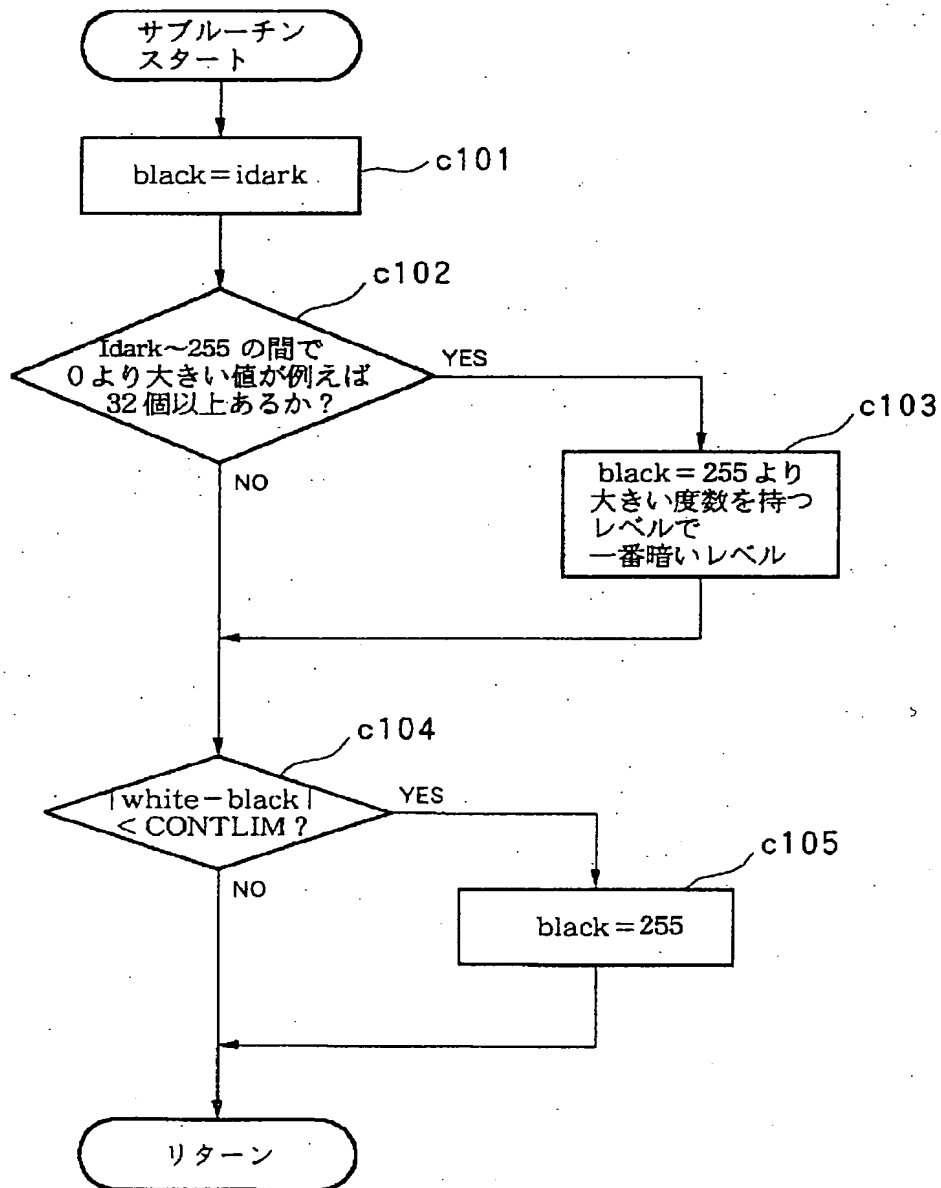 サブルーチン
スタート
black=idark
c101
c102
Idark~255 の間で
0より大きい値が例えば
32個以上あるか?
YES
NO
c103
black=255より
大きい度数を持つ
レベルで
一番暗いレベル
c104
|white-black|
< CONTLIM ?
YES
NO
c105
black=255
リターン